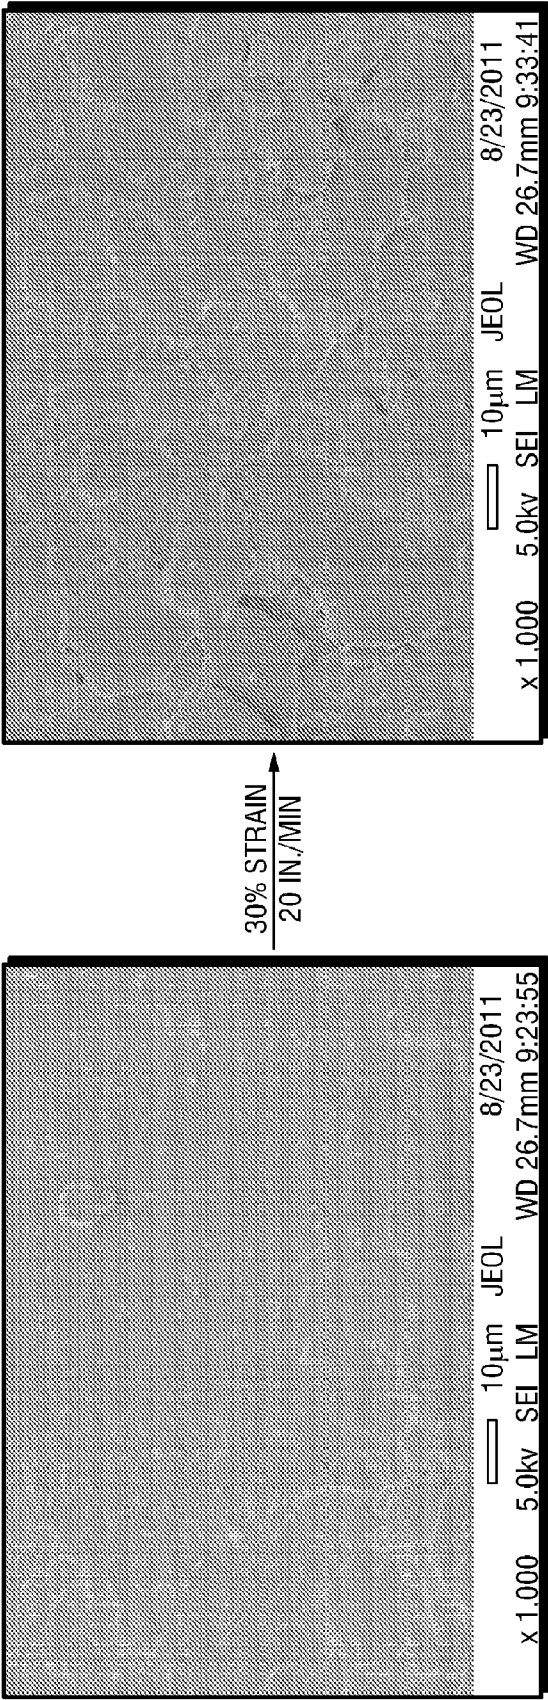 x 1,000 5.0kv SEI LM 10µm JEOL 8/23/2011
WD 26.7mm 9:23:55
30% STRAIN
20 IN./MIN
x 1,000 5.0kv SEI LM 10µm JEOL 8/23/2011
WD 26.7mm 9:33:41